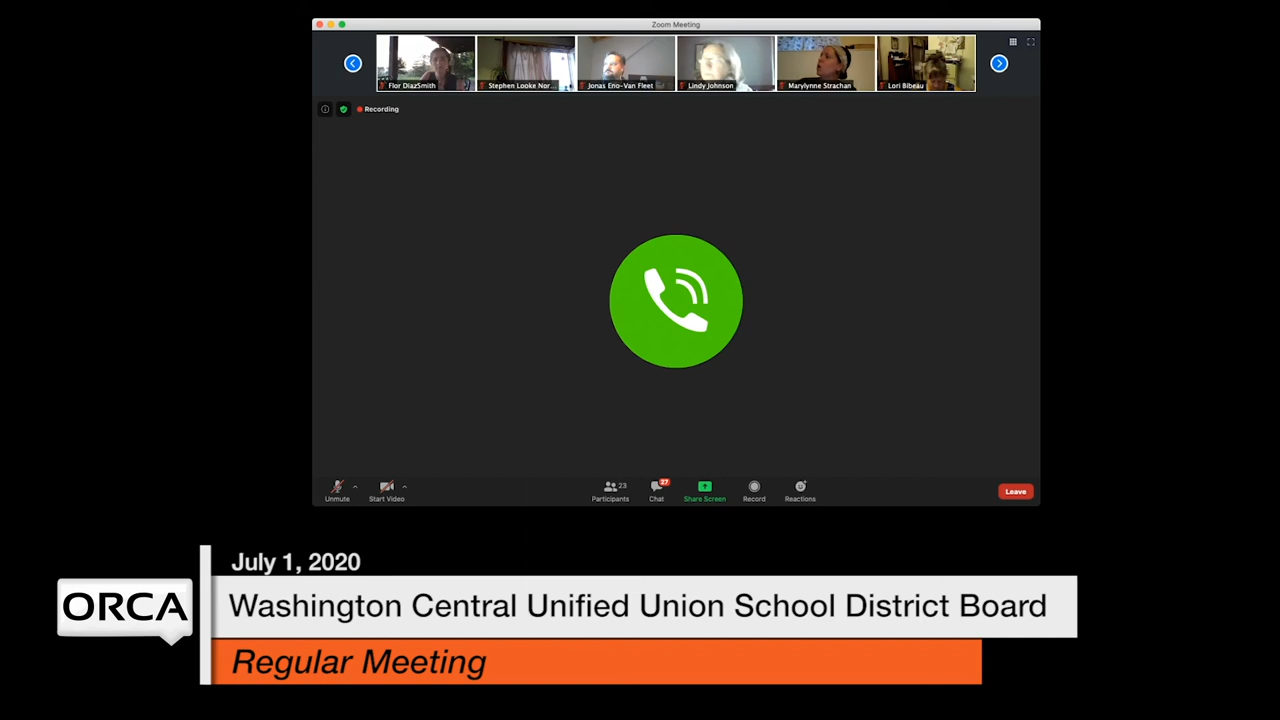 Zoom Meeting
Flor DiazSmith
Stephen Looke Nor...
Jonas Eno-Van Fleet
Lindy Johnson
Marylynne Strachan
Lori Bibeau
Recording
Unmute
Start Video
23
Participants
37
Chat
Share Screen
Record
Reactions
Leave
July 1, 2020
ORCA
Washington Central Unified Union School District Board
Regular Meeting